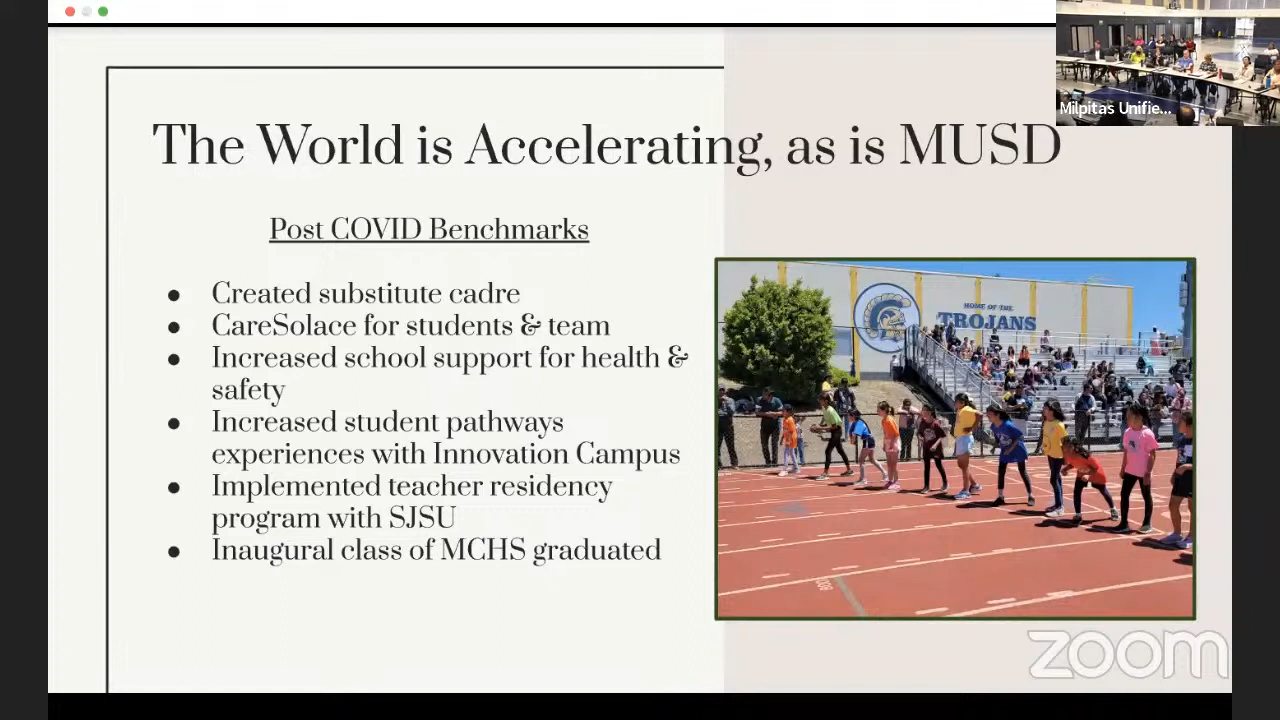 Milpitas Unifie...
The World is Accelerating, as is MUSD
Post COVID Benchmarks
● Created substitute cadre
● CareSolace for students & team
● Increased school support for health &
safety
● Increased student pathways
experiences with Innovation Campus
● Implemented teacher residency
program with SJSU
● Inaugural class of MCHS graduated
HOME OF THE
TROJANS
800
zoom